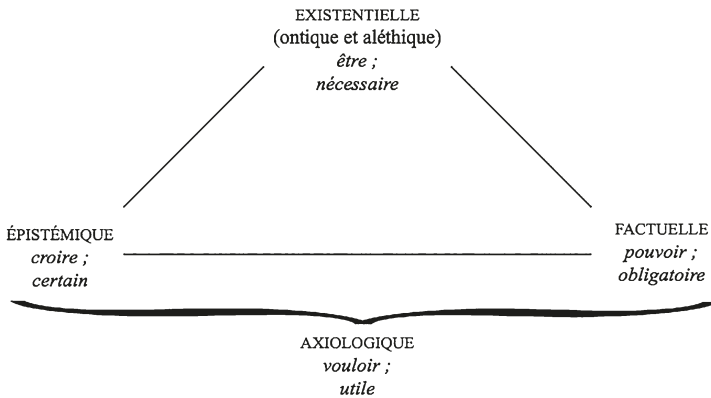 EXISTENTIELLE
(ontique et aléthique)
être ;
nécessaire
ÉPISTÉMIQUE
croire ;
certain
FACTUELLE
pouvoir ;
obligatoire
AXIOLOGIQUE
vouloir ;
utile